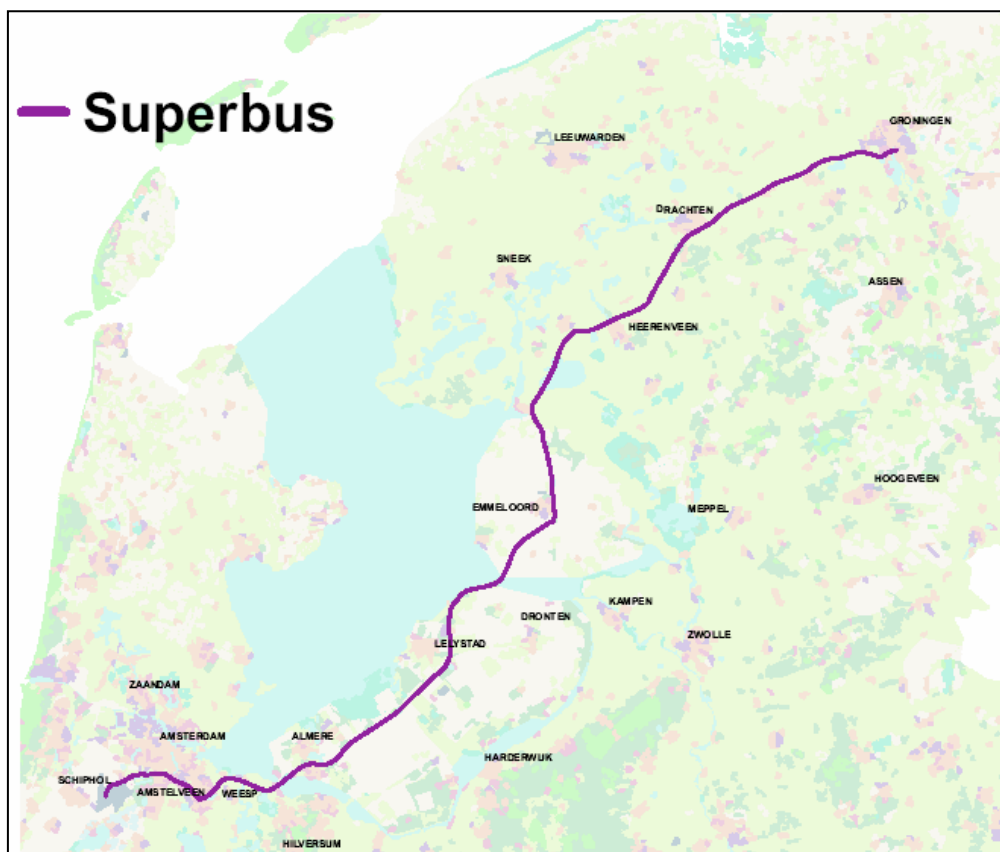 Superbus
GRONINGEN
LEEUWARDEN
DRACHTEN
SNEEK
ASSEN
HEERENVEEN
HOOGEVEEN
EMMELOORD
MEPPEL
KAMPEN
DRONTEN
ZWOLLE
LELYSTAD
ZAANDAM
AMSTERDAM
ALMERE
HARDERWIJK
SCHIPHOL
AMSTELVEEN
WEESP
HILVERSUM